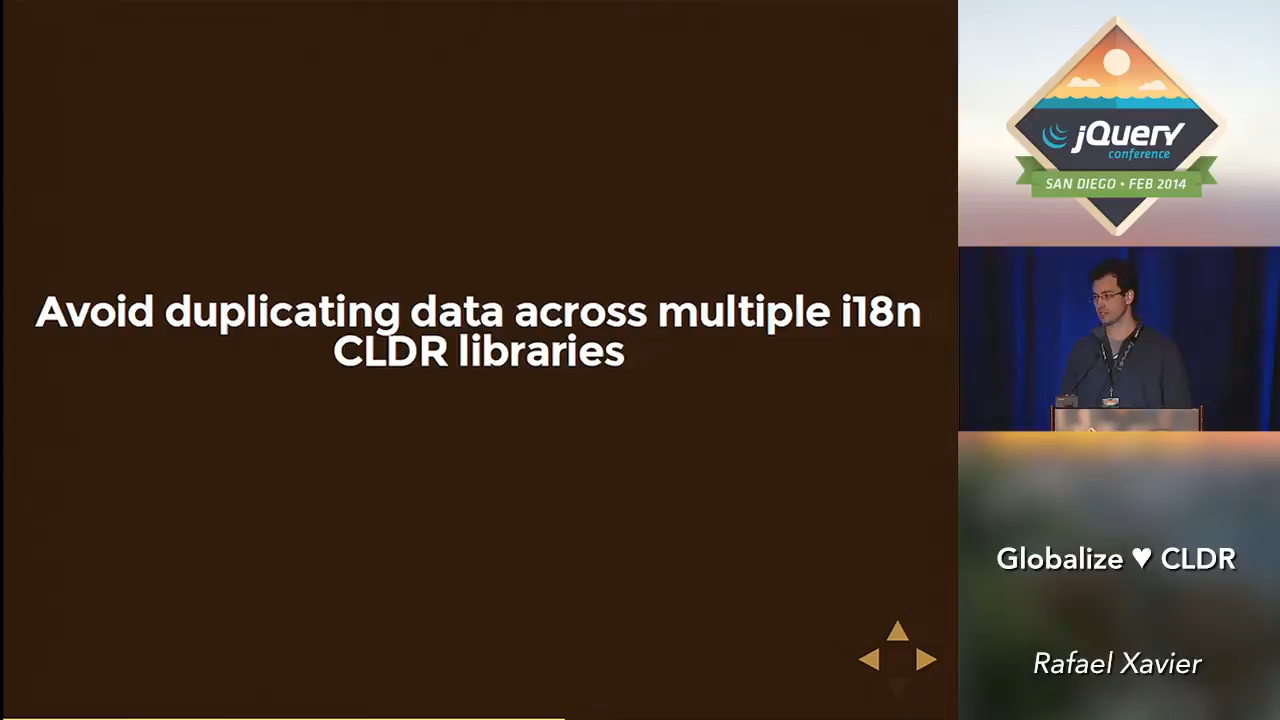 Avoid duplicating data across multiple i18n
CLDR libraries
jQuery
conference
SAN DIEGO • FEB 2014
Globalize ♥ CLDR
Rafael Xavier